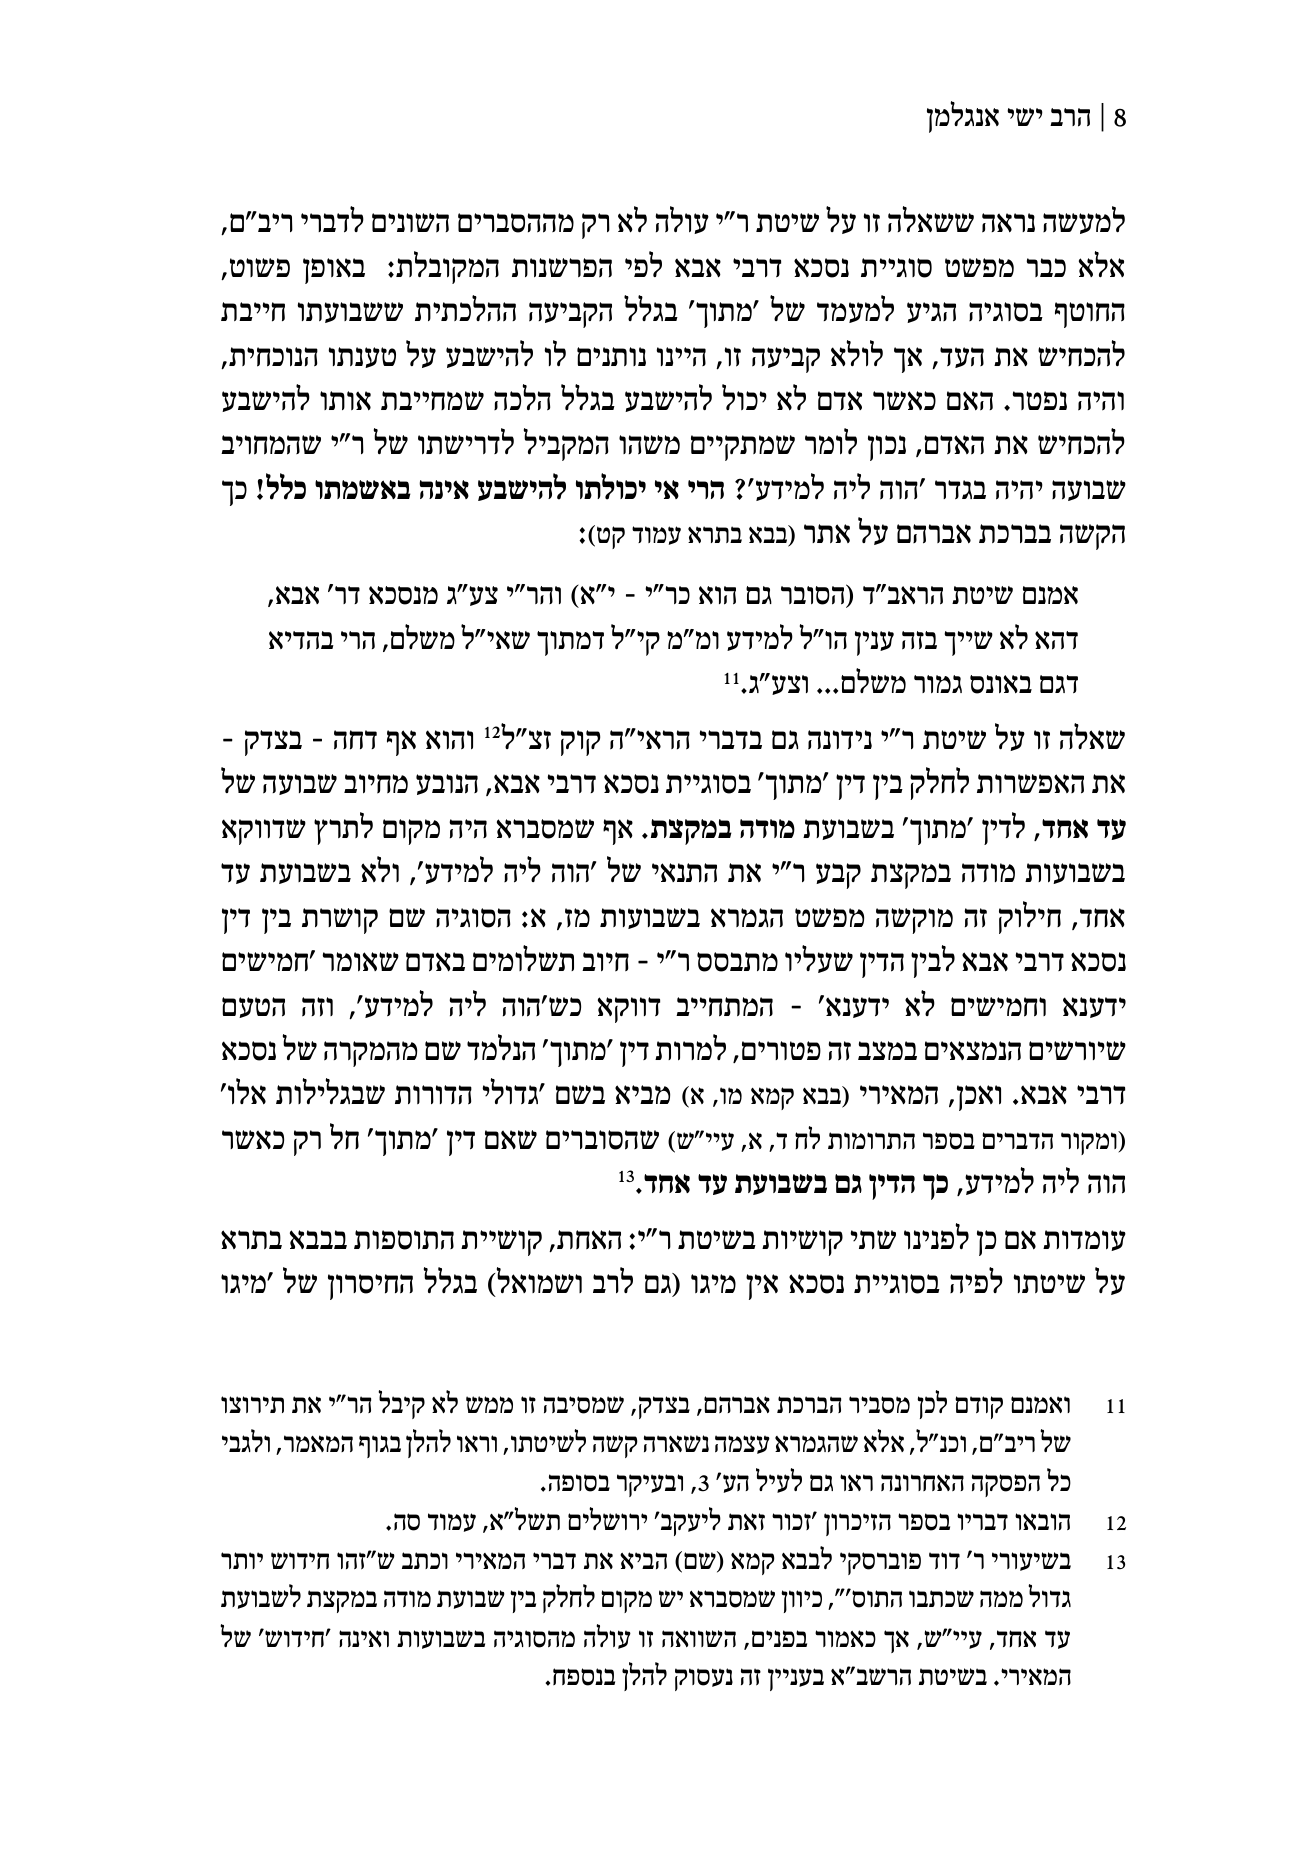 8 | הרב ישי אנגלמן
למעשה נראה ששאלה זו על שיטת ר"י עולה לא רק מההסברים השונים לדברי ריב"ם,
אלא כבר מפשט סוגיית נסכא דרבי אבא לפי הפרשנות המקובלת: באופן פשוט,
החוטף בסוגיה הגיע למעמד של 'מתוך' בגלל הקביעה ההלכתית ששבועתו חייבת
להכחיש את העד, אך לולא קביעה זו, היינו נותנים לו להישבע על טענתו הנוכחית,
והיה נפטר. האם כאשר אדם לא יכול להישבע בגלל הלכה שמחייבת אותו להישבע
להכחיש את האדם, נכון לומר שמתקיים משהו המקביל לדרישתו של ר"י שהמחויב
שבועה יהיה בגדר 'הוה ליה למידע'? הרי אי יכולתו להישבע אינה באשמתו כלל! כך
הקשה בברכת אברהם על אתר (בבא בתרא עמוד קט):
אמנם שיטת הראב"ד (הסובר גם הוא כר"י - י"א) והר"י צע"ג מנסכא דר' אבא,
דהא לא שייך בזה ענין הו"ל למידע ומ"מ קי"ל דמתוך שאי"ל משלם, הרי בהדיא
דגם באונס גמור משלם... וצע"ג.11
שאלה זו על שיטת ר"י נידונה גם בדברי הראי"ה קוק זצ"ל12 והוא אף דחה - בצדק -
את האפשרות לחלק בין דין 'מתוך' בסוגיית נסכא דרבי אבא, הנובע מחיוב שבועה של
עד אחד, לדין 'מתוך' בשבועת מודה במקצת. אף שמסברא היה מקום לתרץ שדווקא
בשבועות מודה במקצת קבע ר"י את התנאי של 'הוה ליה למידע', ולא בשבועת עד
אחד, חילוק זה מוקשה מפשט הגמרא בשבועות מז, א: הסוגיה שם קושרת בין דין
נסכא דרבי אבא לבין הדין שעליו מתבסס ר"י - חיוב תשלומים באדם שאומר 'חמישים
ידענא וחמישים לא ידענא' - המתחייב דווקא כש'הוה ליה למידע', וזה הטעם
שיורשים הנמצאים במצב זה פטורים, למרות דין 'מתוך' הנלמד שם מהמקרה של נסכא
דרבי אבא. ואכן, המאירי (בבא קמא מו, א) מביא בשם 'גדולי הדורות שבגלילות אלו'
(ומקור הדברים בספר התרומות לח ד, א, עיי"ש) שהסוברים שאם דין 'מתוך' חל רק כאשר
הוה ליה למידע, כך הדין גם בשבועת עד אחד.13
עומדות אם כן לפנינו שתי קושיות בשיטת ר"י: האחת, קושיית התוספות בבבא בתרא
על שיטתו לפיה בסוגיית נסכא אין מיגו (גם לרב ושמואל) בגלל החיסרון של 'מיגו
11 ואמנם קודם לכן מסביר הברכת אברהם, בצדק, שמסיבה זו ממש לא קיבל הר"י את תירוצו
של ריב"ם, וכנ"ל, אלא שהגמרא עצמה נשארה קשה לשיטתו, וראו להלן בגוף המאמר, ולגבי
כל הפסקה האחרונה ראו גם לעיל הע' 3, ובעיקר בסופה.
12 הובאו דבריו בספר הזיכרון 'זכור זאת ליעקב' ירושלים תשל"א, עמוד סה.
13 בשיעורי ר' דוד פוברסקי לבבא קמא (שם) הביא את דברי המאירי וכתב ש"זהו חידוש יותר
גדול ממה שכתבו התוס'", כיוון שמסברא יש מקום לחלק בין שבועת מודה במקצת לשבועת
עד אחד, עיי"ש, אך כאמור בפנים, השוואה זו עולה מהסוגיה בשבועות ואינה 'חידוש' של
המאירי. בשיטת הרשב"א בעניין זה נעסוק להלן בנספח.